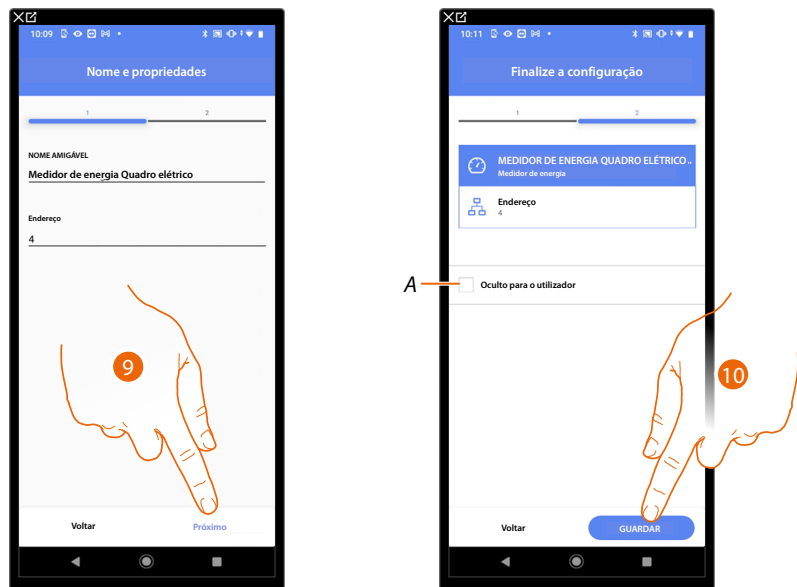 10:09
Nome e propriedades
1
2
NOME AMIGÁVEL
Medidor de energia Quadro elétrico
Endereço
4
9
Voltar
Próximo
10:11
Finalize a configuração
1
2
MEDIDOR DE ENERGIA QUADRO ELÉTRICO..
Medidor de energia
Endereço
4
A
Oculto para o utilizador
10
Voltar
GUARDAR